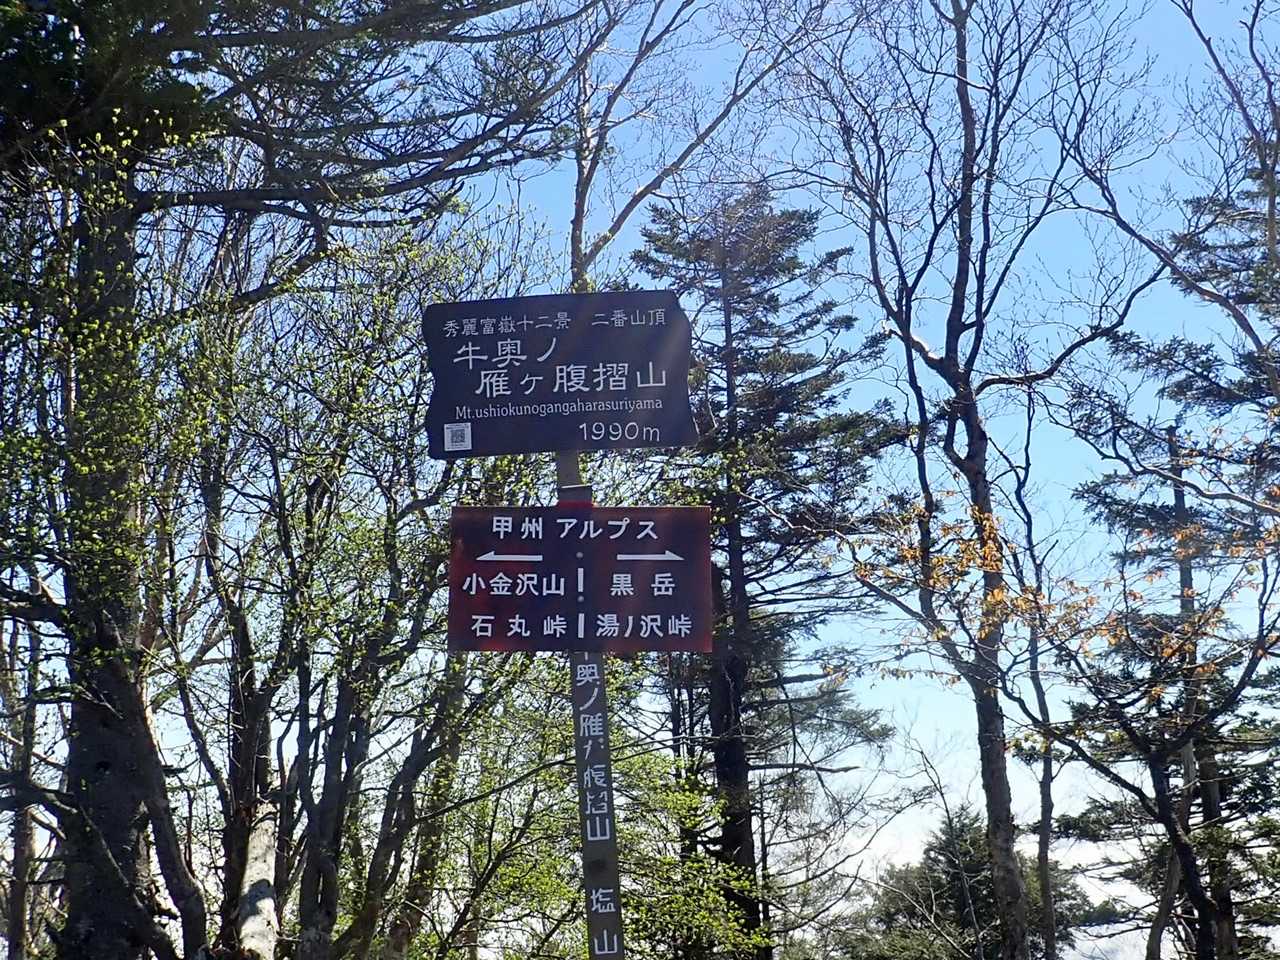 秀麗富嶽十二景 二番山頂
牛奥ノ
雁ヶ腹摺山
Mt.ushiokunogangaharasuriyama
1990m
甲州アルプス
小金沢山 黒岳
石丸峠 湯ノ沢峠
奥ノ雁が腹摺山 塩山